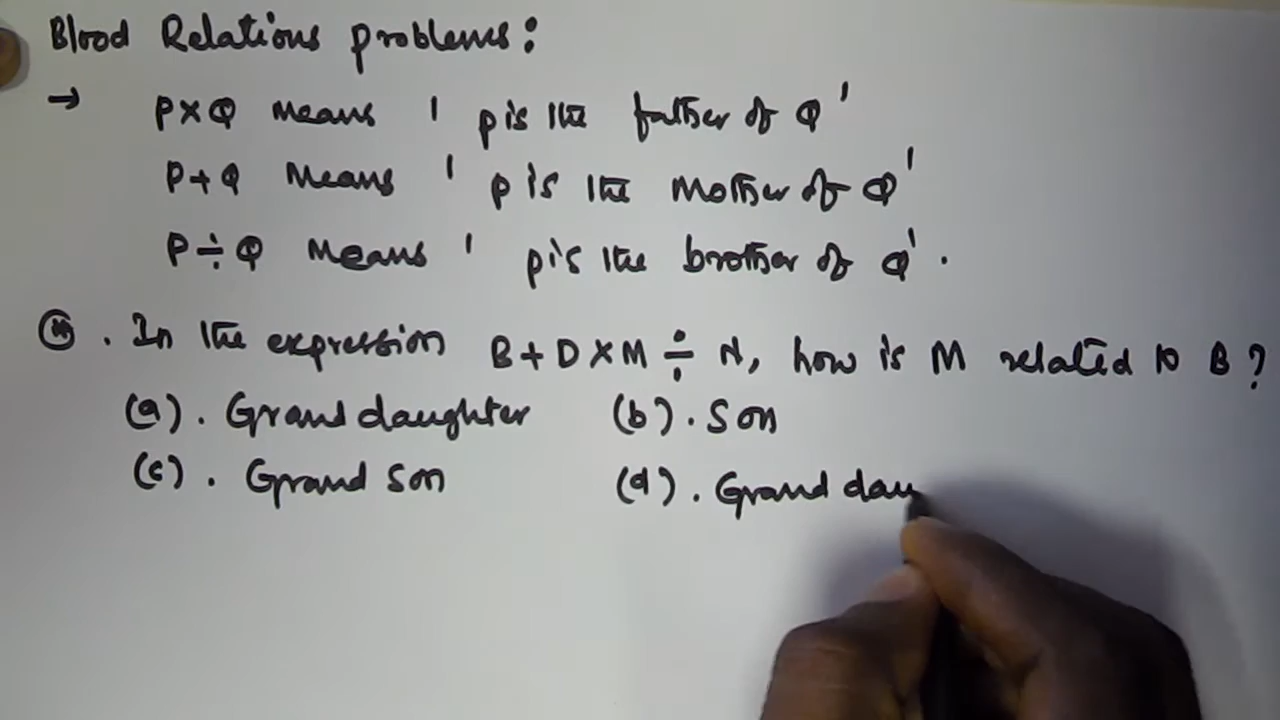 Blood Relations problems:
→ P×Q Means ' p is the father of Q '
P+Q Means ' p is the Mother of Q '
P÷Q Means ' p is the brother of Q '.
. In the expression B+D×M÷N, how is M related to B?
(a). Grand daughter (b). Son
(c). Grand son (d). Grand dau